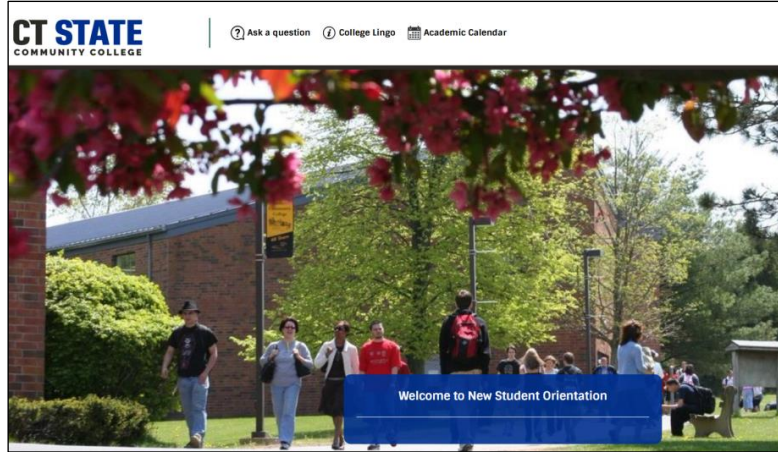 CT STATE
COMMUNITY COLLEGE
Ask a question
College Lingo
Academic Calendar
Welcome to New Student Orientation